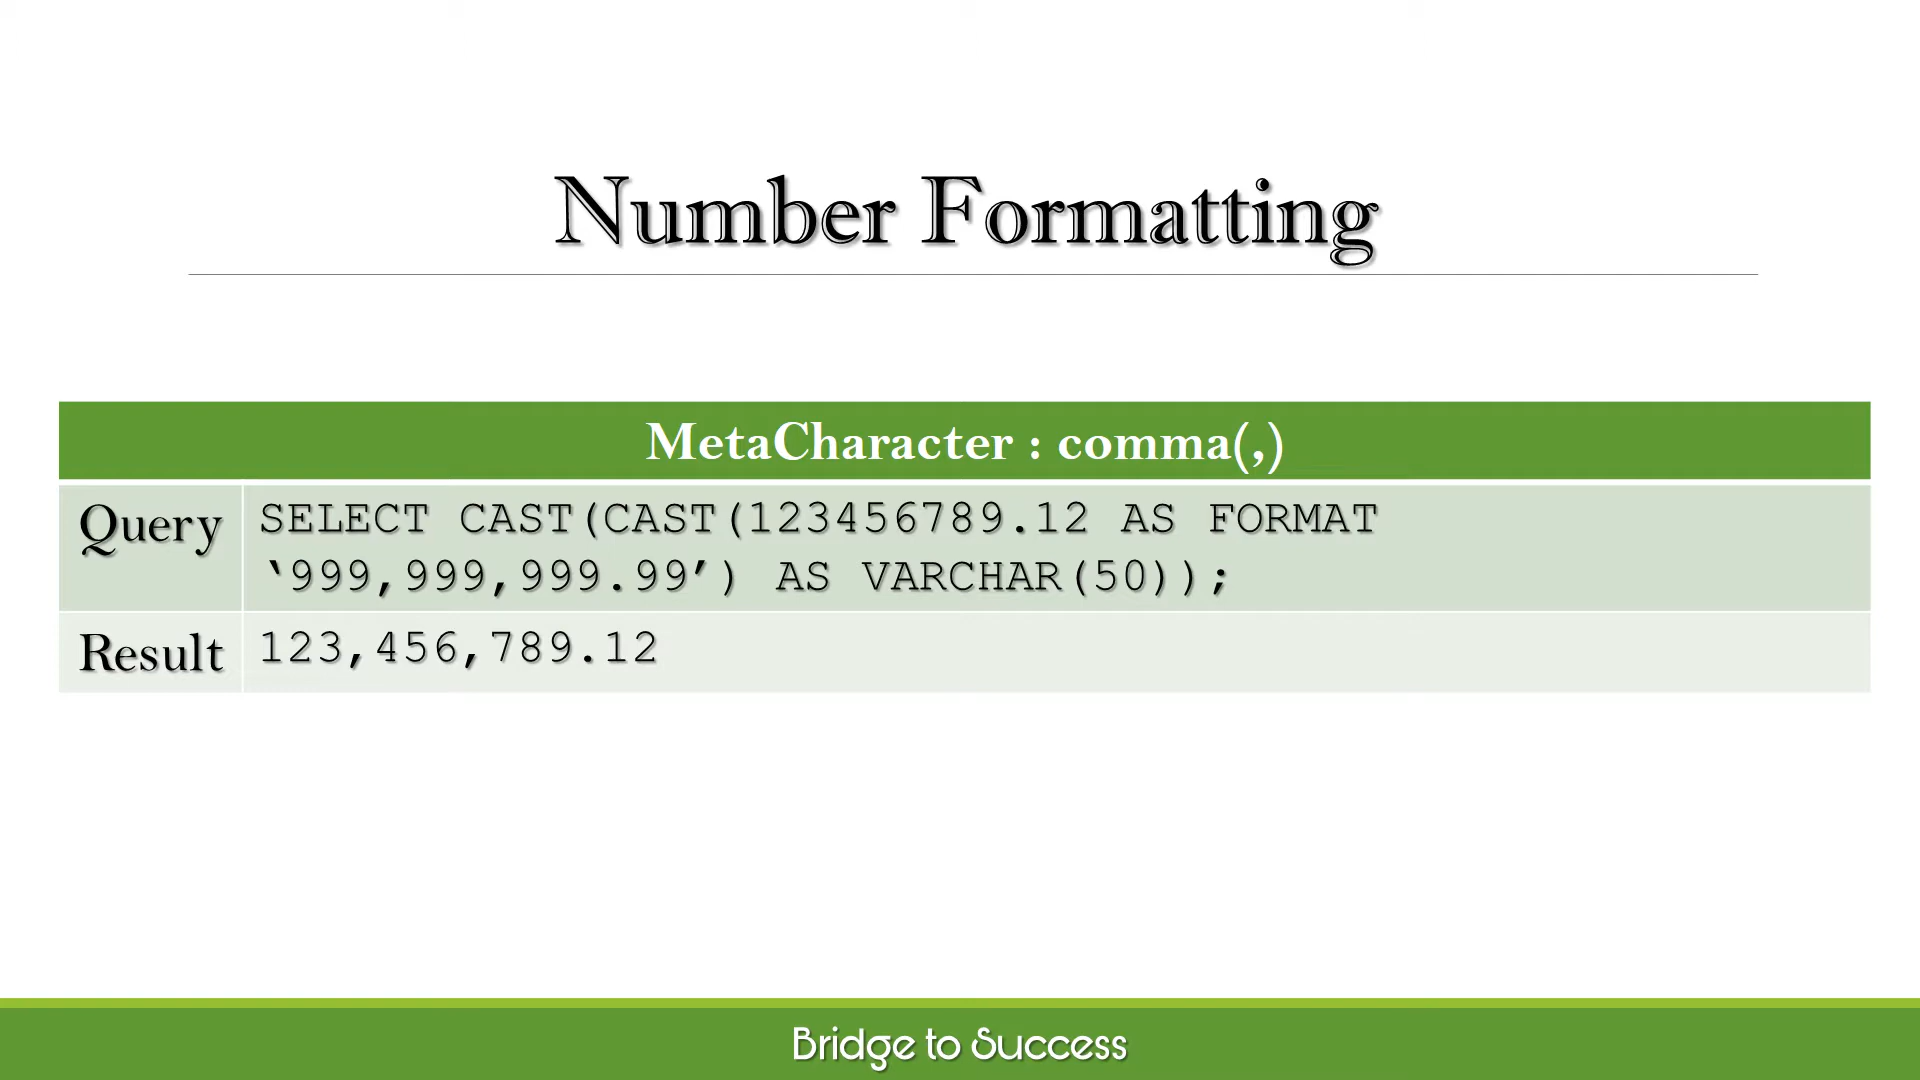 Number Formatting
MetaCharacter : comma(,)
Query
SELECT CAST(CAST(123456789.12 AS FORMAT
‘999,999,999.99’) AS VARCHAR(50));
Result
123,456,789.12
Bridge to Success